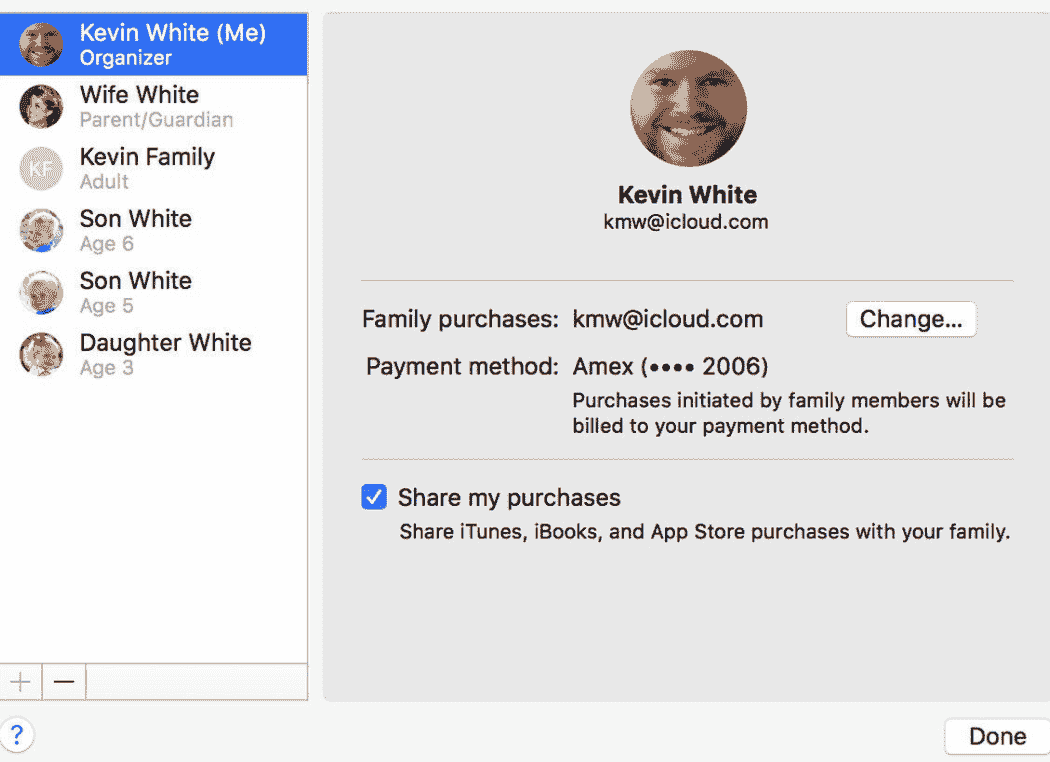 Kevin White (Me)
Organizer
Wife White
Parent/Guardian
KF
Kevin Family
Adult
Son White
Age 6
Son White
Age 5
Daughter White
Age 3
+ −
?
Kevin White
kmw@icloud.com
Family purchases: kmw@icloud.com Change...
Payment method: Amex (•••• 2006)
Purchases initiated by family members will be
billed to your payment method.
Share my purchases
Share iTunes, iBooks, and App Store purchases with your family.
Done